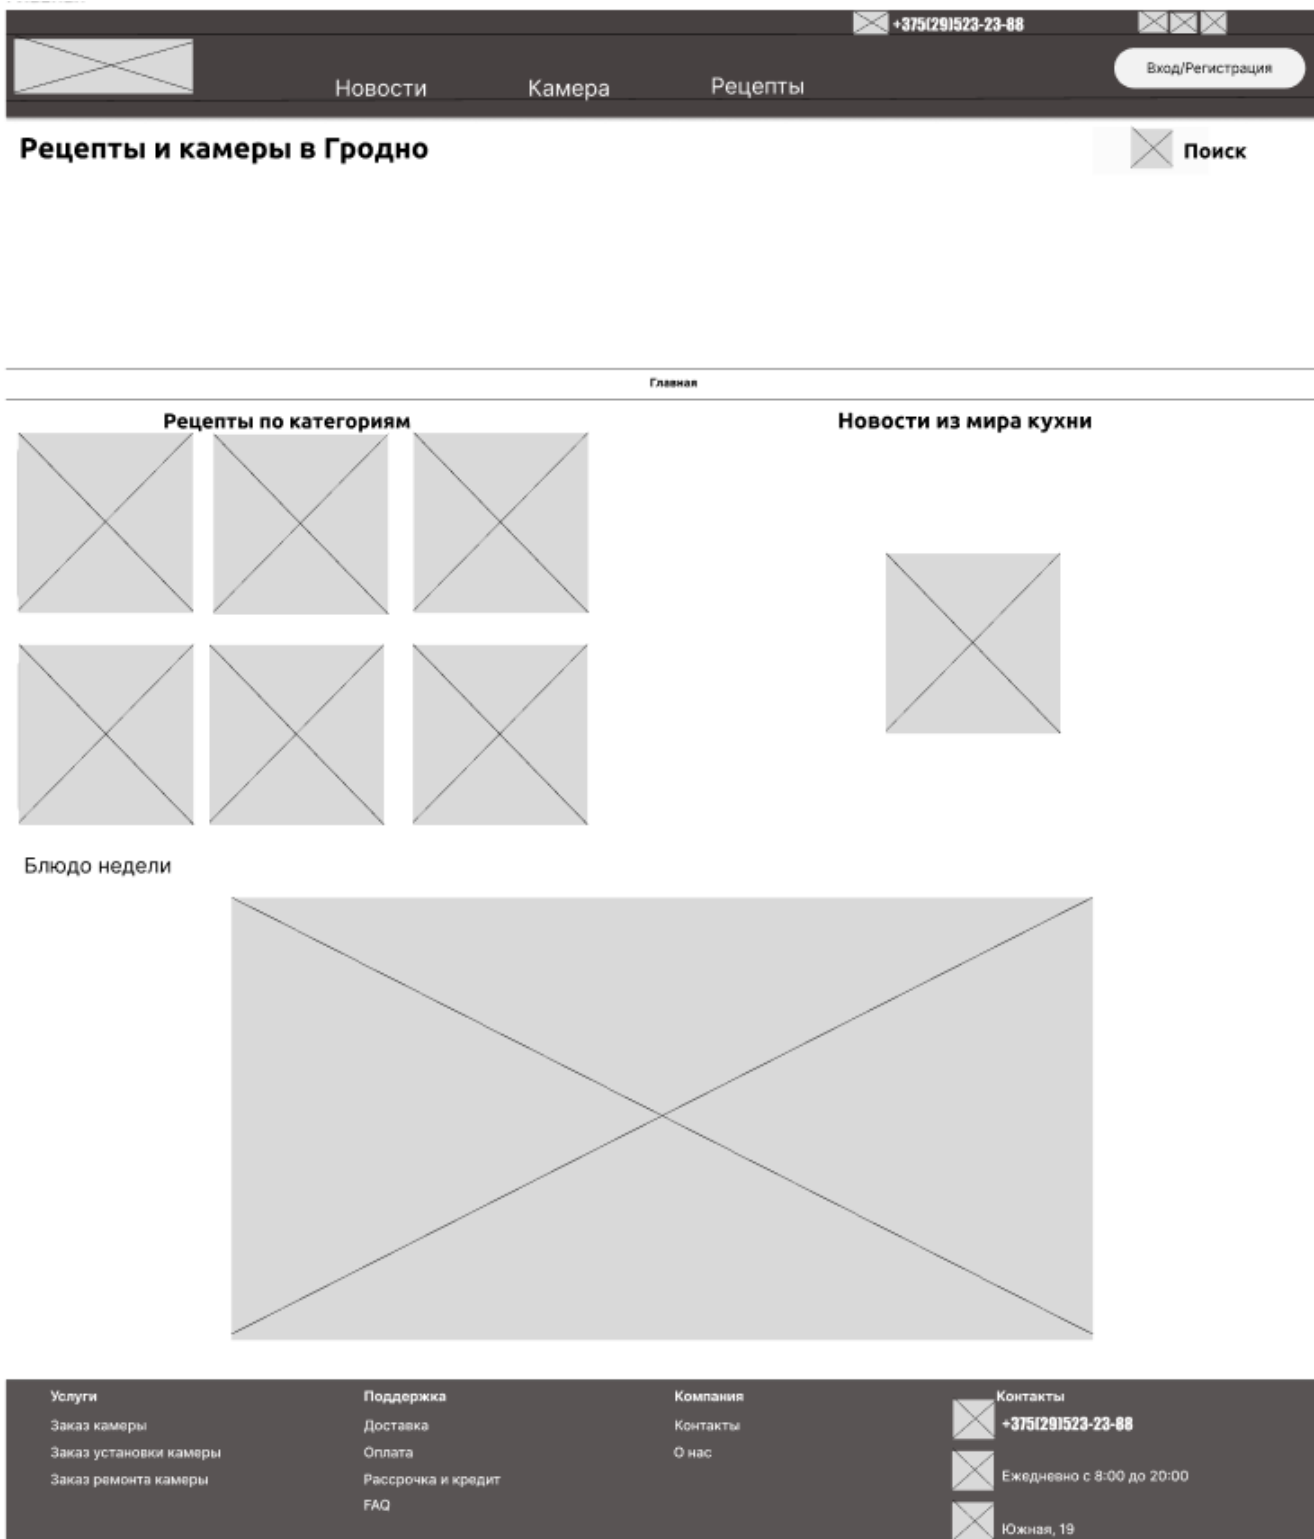 +375(29)523-23-88
Новости Камера Рецепты Вход/Регистрация
Рецепты и камеры в Гродно Поиск
Главная
Рецепты по категориям Новости из мира кухни
Блюдо недели
Услуги Поддержка Компания Контакты
Заказ камеры Доставка Контакты +375(29)523-23-88
Заказ установки камеры Оплата О нас
Заказ ремонта камеры Рассрочка и кредит Ежедневно с 8:00 до 20:00
FAQ
Южная, 19